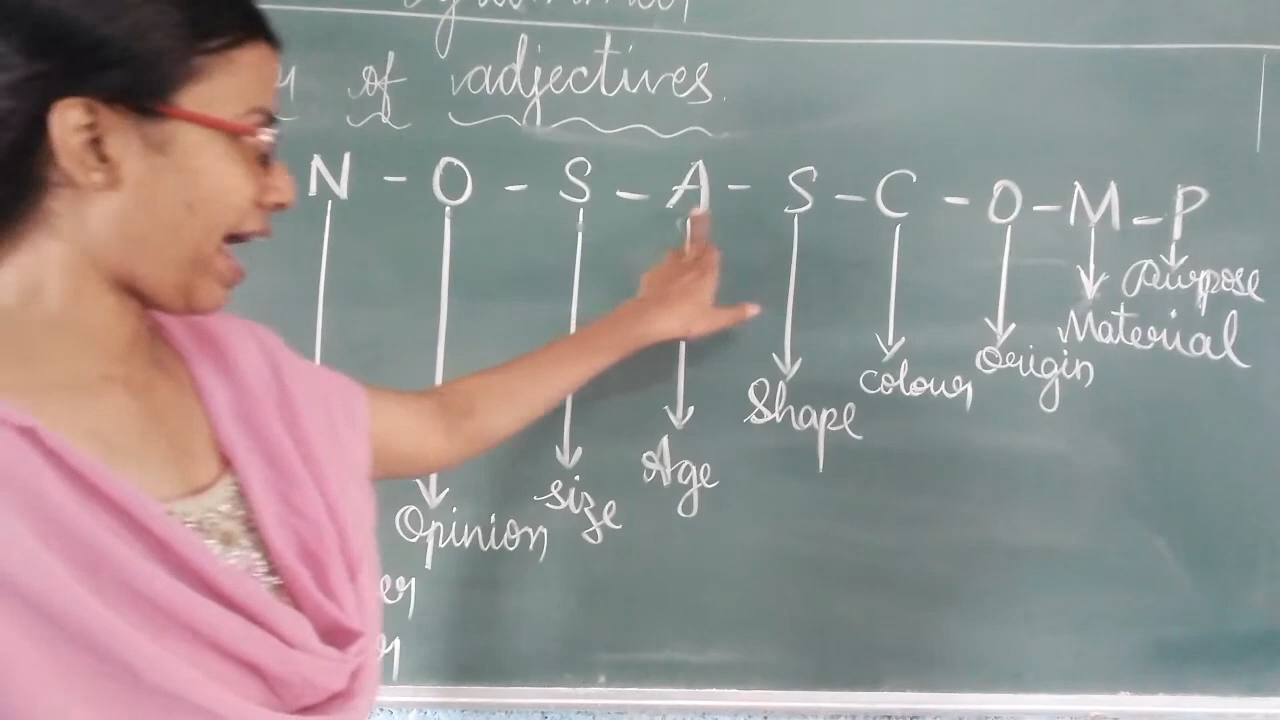 of adjectives.
N - O - S - A - S - C - O - M - P
Purpose
Material
Origin
colour
Shape
Age
size
Opinion